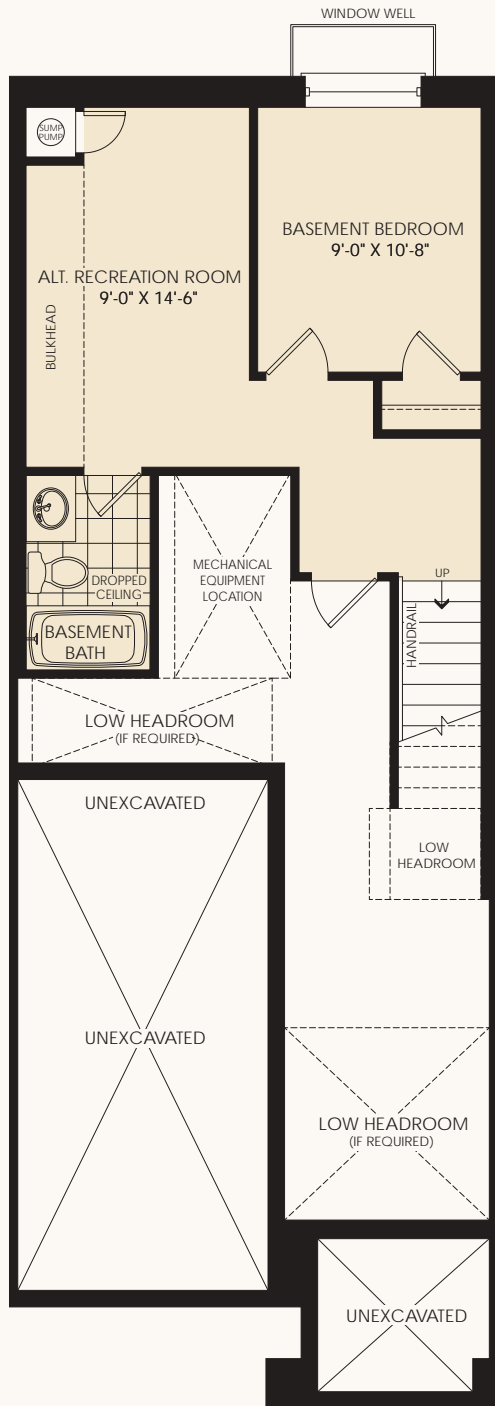 WINDOW WELL
SUMP
PUMP
BASEMENT BEDROOM
9'-0" X 10'-8"
ALT. RECREATION ROOM
9'-0" X 14'-6"
BULKHEAD
MECHANICAL
EQUIPMENT
LOCATION
DROPPED
CEILING
UP
HANDRAIL
BASEMENT
BATH
LOW HEADROOM
(IF REQUIRED)
UNEXCAVATED
LOW
HEADROOM
UNEXCAVATED
LOW HEADROOM
(IF REQUIRED)
UNEXCAVATED